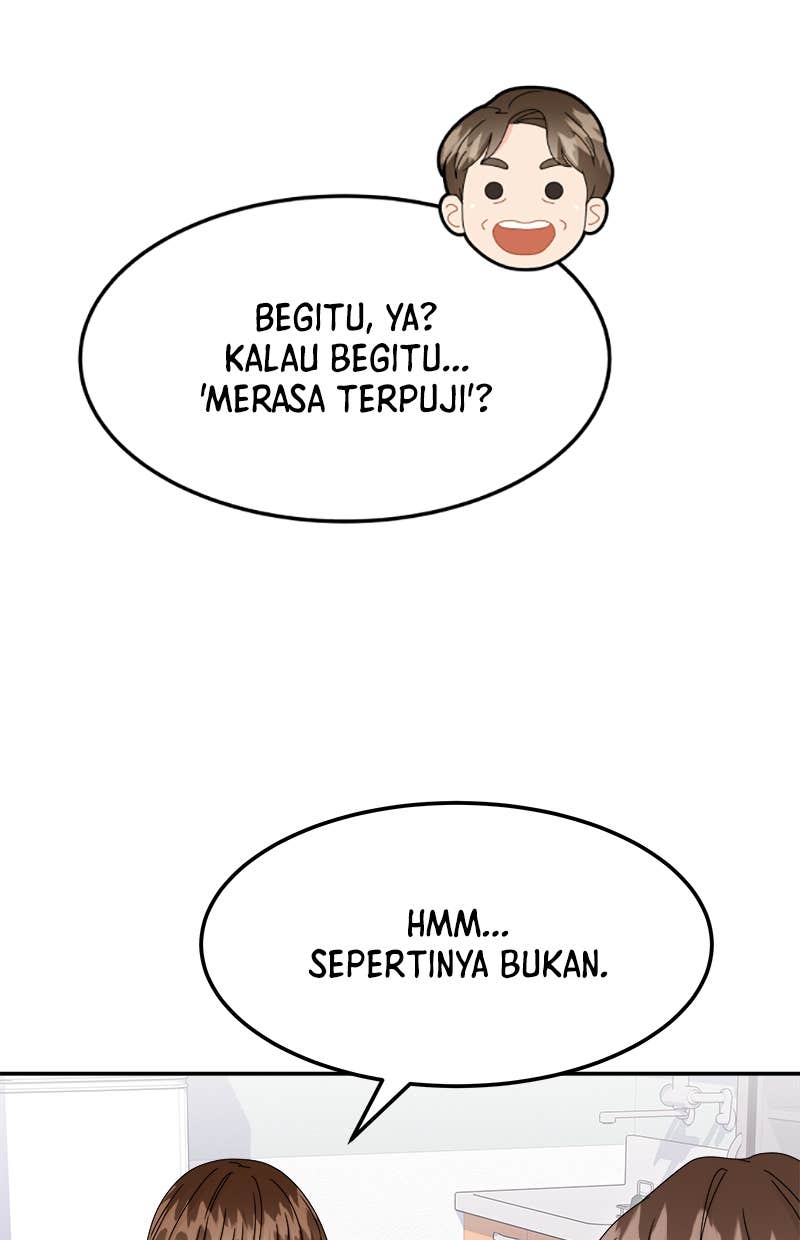 BEGITU, YA?
KALAU BEGITU...
'MERASA TERPUJI'?
HMM...
SEPERTINYA BUKAN.